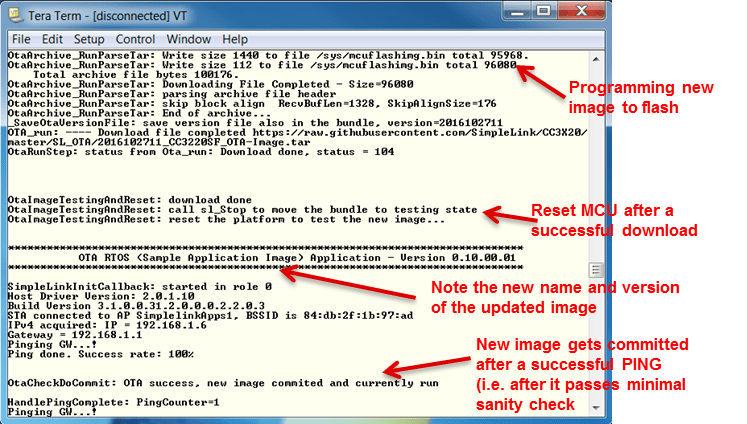 Tera Term - [disconnected] VT
File Edit Setup Control Window Help
OtaArchive_RunParseTar: Write size 1440 to file /sys/mcuflashimg.bin total 95968.
OtaArchive_RunParseTar: Write size 112 to file /sys/mcuflashimg.bin total 96080.
Total archive file bytes 100176.
OtaArchive_RunParseTar: Downloading File Completed - Size=96080
OtaArchive_RunParseTar: parsing archive file header
OtaArchive_RunParseTar: skip block align RecvBufLen=1328, SkipAlignSize=176
OtaArchive_RunParseTar: End of archive...
_SaveOtaVersionFile: save version file also in the bundle, version=2016102711
OTA_run: ---- Download file completed https://raw.githubusercontent.com/SimpleLink/CC3X20/
master/SL_OTA/2016102711_CC3220SF_OTA-Image.tar
OtaRunStep: status from Ota_run: Download done, status = 104
OtaImageTestingAndReset: download done
OtaImageTestingAndReset: call sl_Stop to move the bundle to testing state
OtaImageTestingAndReset: reset the platform to test the new image...
*******************************************************************************
OTA RTOS (Sample Application Image) Application - Version 0.10.00.01
*******************************************************************************
SimpleLinkInitCallback: started in role 0
Host Driver Version: 2.0.1.10
Build Version 3.1.0.0.31.2.0.0.0.2.2.0.3
STA connected to AP SimplelinkApps1, BSSID is 84:db:2f:1b:97:ad
IPv4 acquired: IP = 192.168.1.6
Gateway = 192.168.1.1
Pinging GW...!
Ping done. Success rate: 100%
OtaCheckDoCommit: OTA success, new image commited and currently run
HandlePingComplete: PingCounter=1
Pinging GW...!
Programming new
image to flash
Reset MCU after a
successful download
Note the new name and version
of the updated image
New image gets committed
after a successful PING
(i.e. after it passes minimal
sanity check